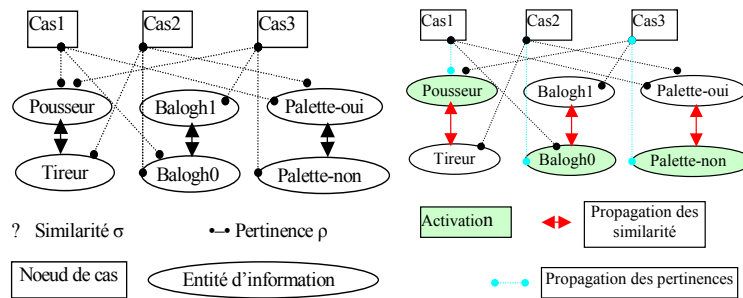 Cas1 Cas2 Cas3
Pousseur Balogh1 Palette-oui
Tireur Balogh0 Palette-non
? Similarité σ Pertinence ρ
Noeud de cas Entité d'information
Cas1 Cas2 Cas3
Pousseur Balogh1 Palette-oui
Tireur Balogh0 Palette-non
Activation Propagation des
similarité
Propagation des pertinences